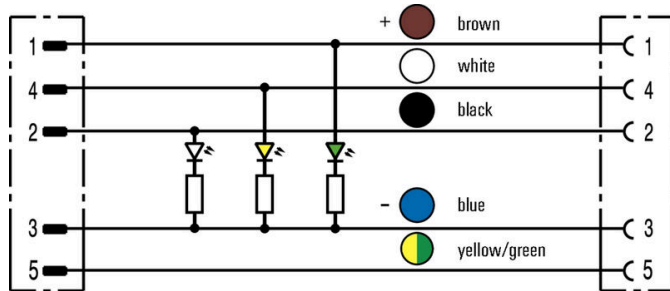 1 + brown 1
white
4 4
black
2 2
- blue
3 3
yellow/green
5 5